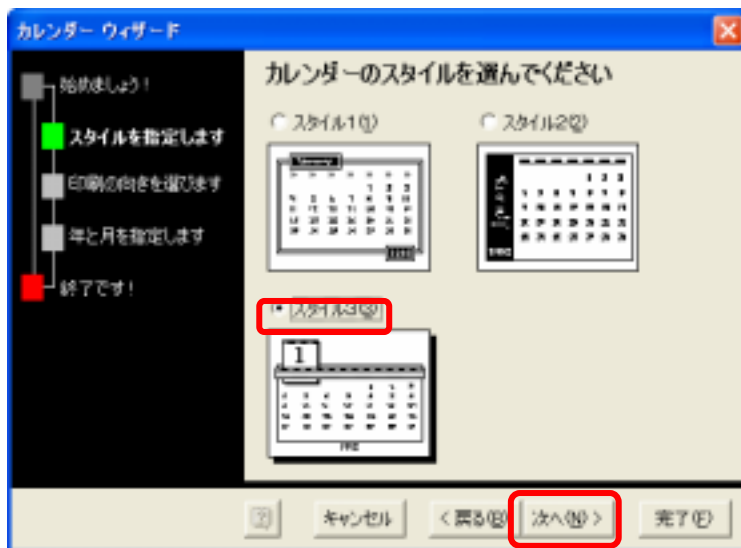 カレンダー ウィザード
始めましょう!
スタイルを指定します
印刷の向きを選びます
年と月を指定します
終了です!
カレンダーのスタイルを選んでください
スタイル1(1)
スタイル2(2)
スタイル3(3)
1
キャンセル
< 戻る(B)
次へ(N) >
完了(F)